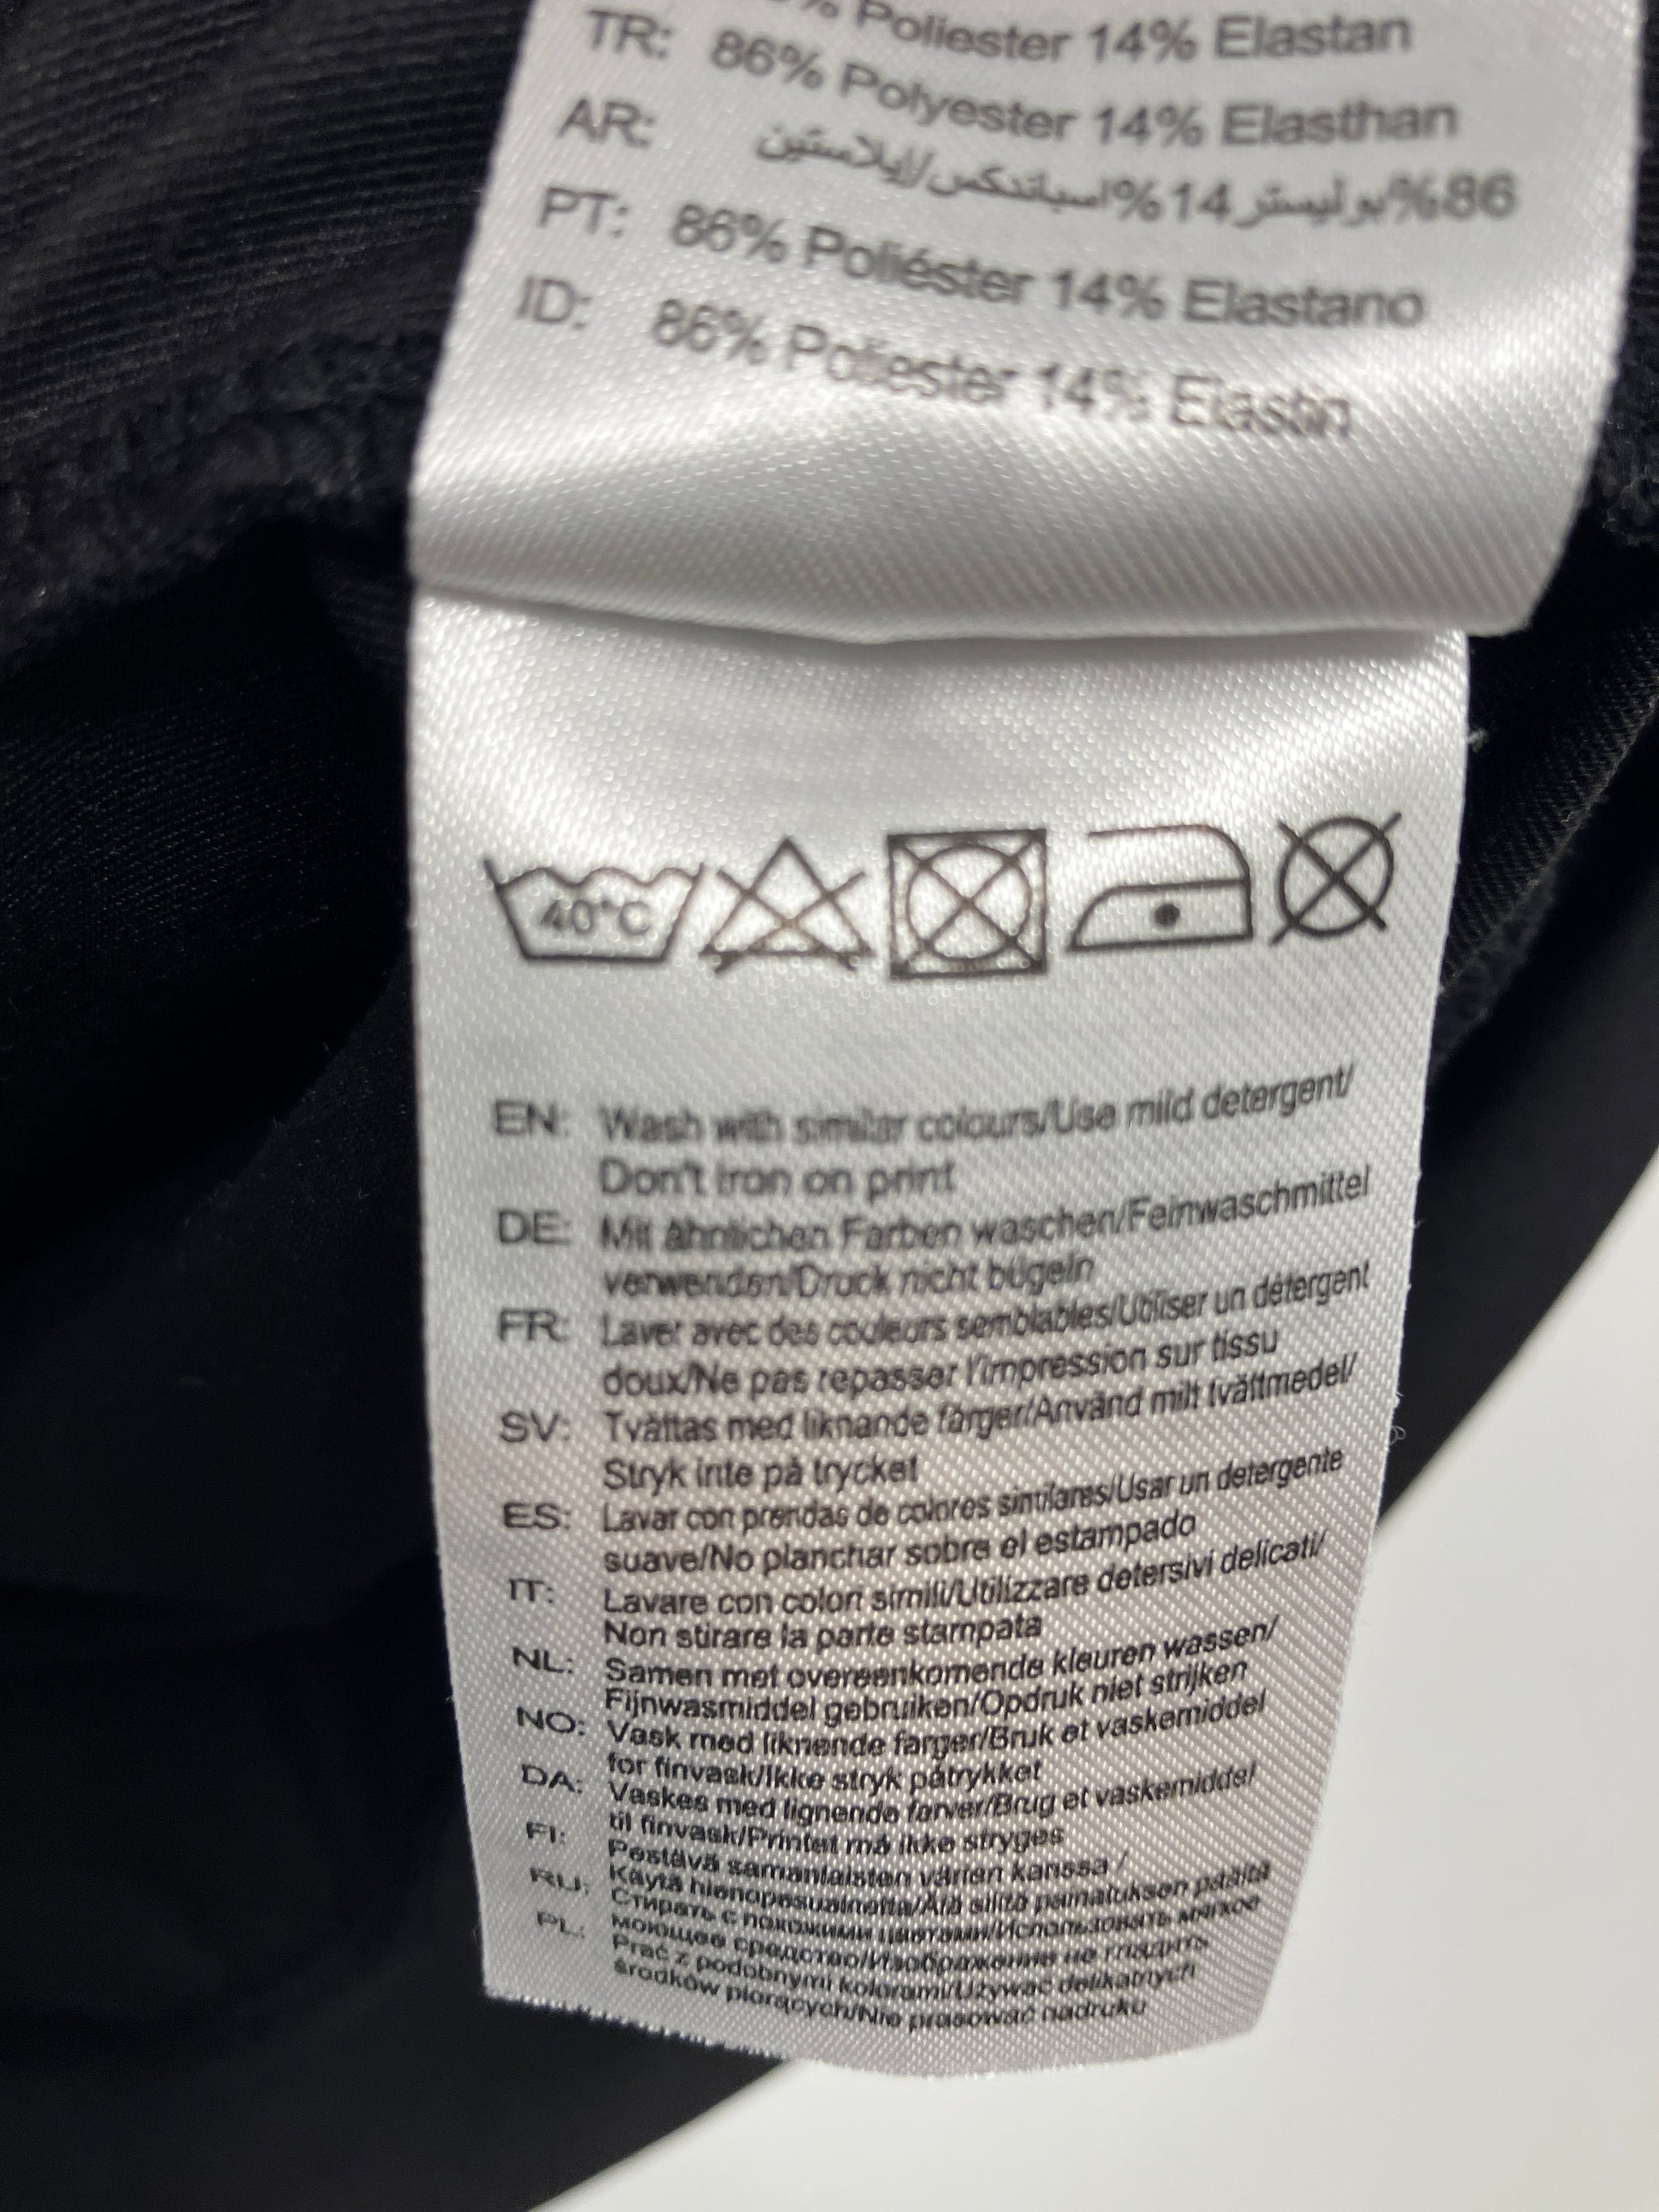 % Poliester 14% Elastan
TR: 86% Polyester 14% Elasthan
AR: 86%بوليستر14%اسباندكس/إيلاستين
PT: 86% Poliéster 14% Elastano
ID: 86% Poliester 14% Elastin
40°C
EN: Wash with similar colours/Use mild detergent/
Don't iron on print
DE: Mit ähnlichen Farben waschen/Feinwaschmittel
verwenden/Druck nicht bügeln
FR: Laver avec des couleurs semblables/Utiliser un détergent
doux/Ne pas repasser l'impression sur tissu
SV: Tvättas med liknande färger/Använd milt tvättmedel/
Stryk inte på trycket
ES: Lavar con prendas de colores similares/Usar un detergente
suave/No planchar sobre el estampado
IT: Lavare con colori simili/Utilizzare detersivi delicati/
Non stirare la parte stampata
NL: Samen met overeenkomende kleuren wassen/
Fijnwasmiddel gebruiken/Opdruk niet strijken
NO: Vask med liknende farger/Bruk et vaskemiddel
for finvask/Ikke stryk påtrykket
DA: Vaskes med lignende farver/Brug et vaskemiddel
til finvask/Printet må ikke stryges
FI: Pestävä samanlaisten värien kanssa /
Käytä hienopesuainetta/Älä silitä painatuksen päältä
RU: Стирать с похожими цветами/Использовать мягкое
моющее средство/Изображение не гладить
PL: Prać z podobnymi kolorami/Używać delikatnych
środków piorących/Nie prasować nadruku